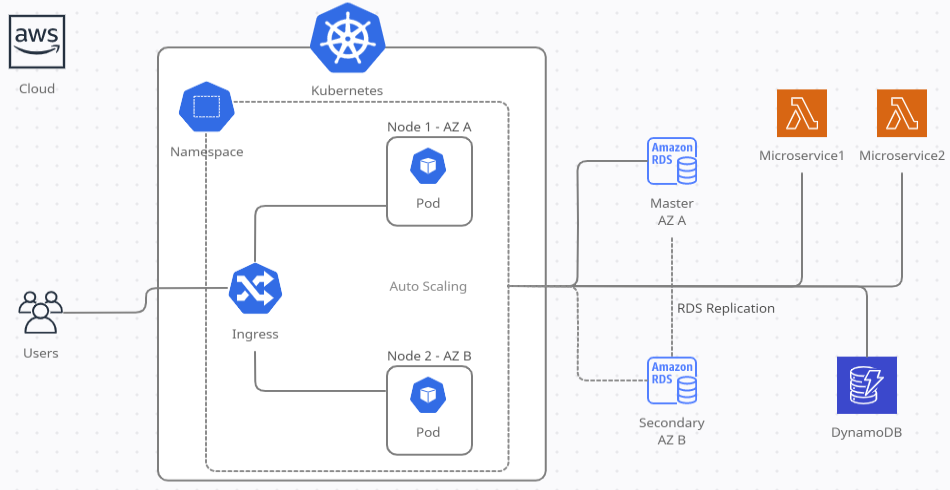 aws
Cloud
Kubernetes
Namespace
Node 1 - AZ A
Pod
Ingress
Auto Scaling
Node 2 - AZ B
Pod
Users
Amazon
RDS
Master
AZ A
RDS Replication
Amazon
RDS
Secondary
AZ B
Microservice1
Microservice2
DynamoDB